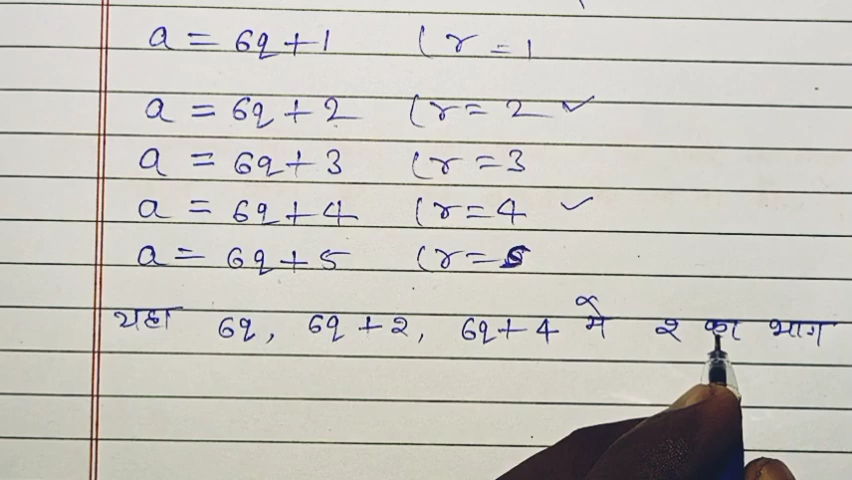 a = 6q + 1 (r = 1
a = 6q + 2 (r = 2 ✓
a = 6q + 3 (r = 3
a = 6q + 4 (r = 4 ✓
a = 6q + 5 (r = 5
यहा 6q, 6q + 2, 6q + 4 में २ का भाग